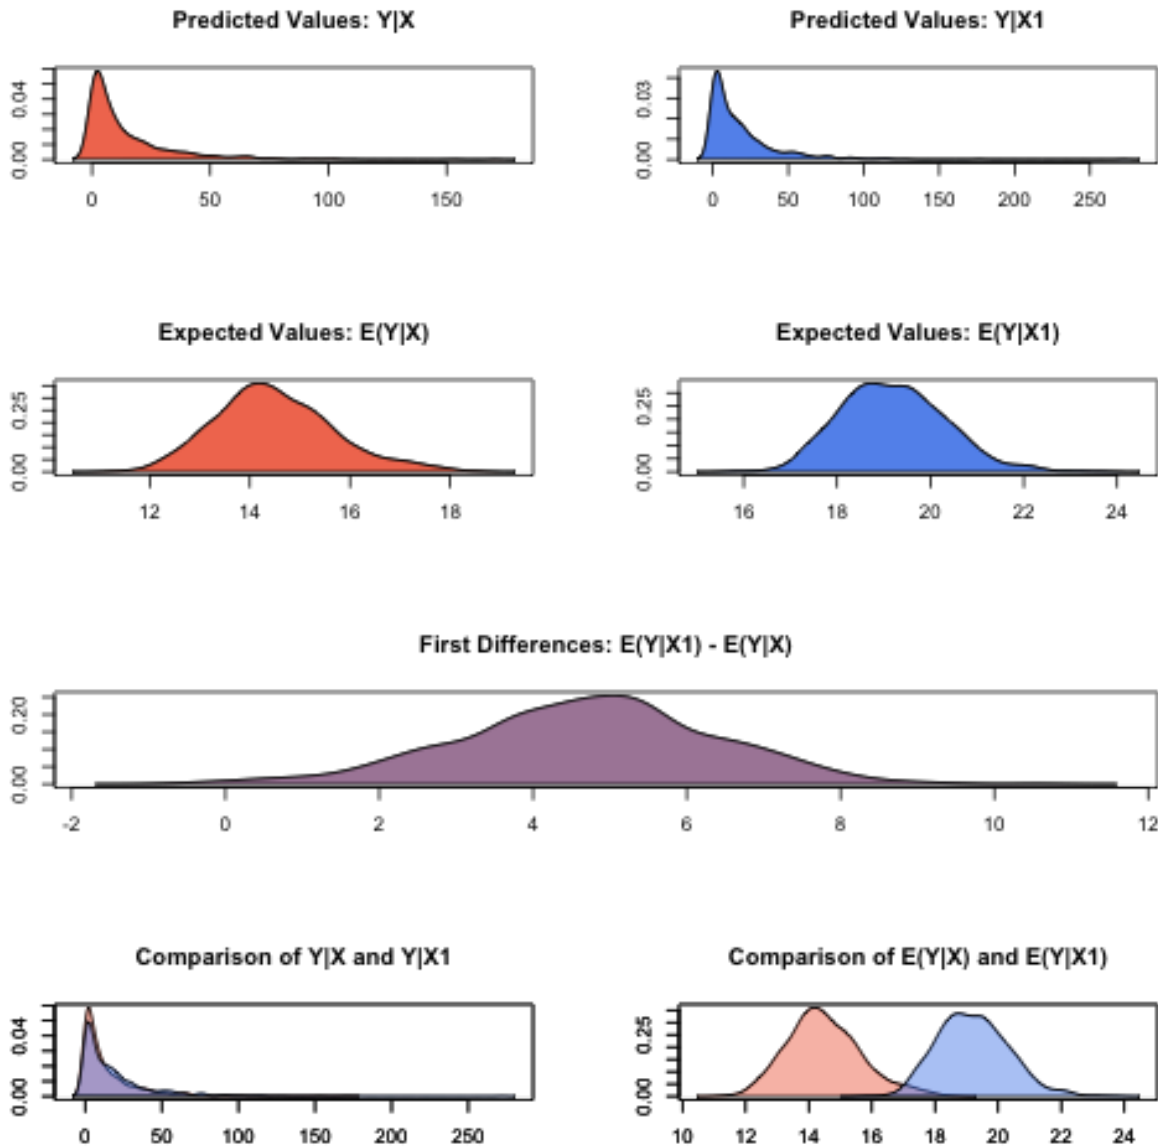 Predicted Values: Y|X
0.04
0.00
0 50 100 150
Predicted Values: Y|X1
0.03
0.00
0 50 100 150 200 250
Expected Values: E(Y|X)
0.25
0.00
12 14 16 18
Expected Values: E(Y|X1)
0.25
0.00
16 18 20 22 24
First Differences: E(Y|X1) - E(Y|X)
0.20
0.00
-2 0 2 4 6 8 10 12
Comparison of Y|X and Y|X1
0.04
0.00
0 50 100 150 200 250
Comparison of E(Y|X) and E(Y|X1)
0.25
0.00
10 12 14 16 18 20 22 24